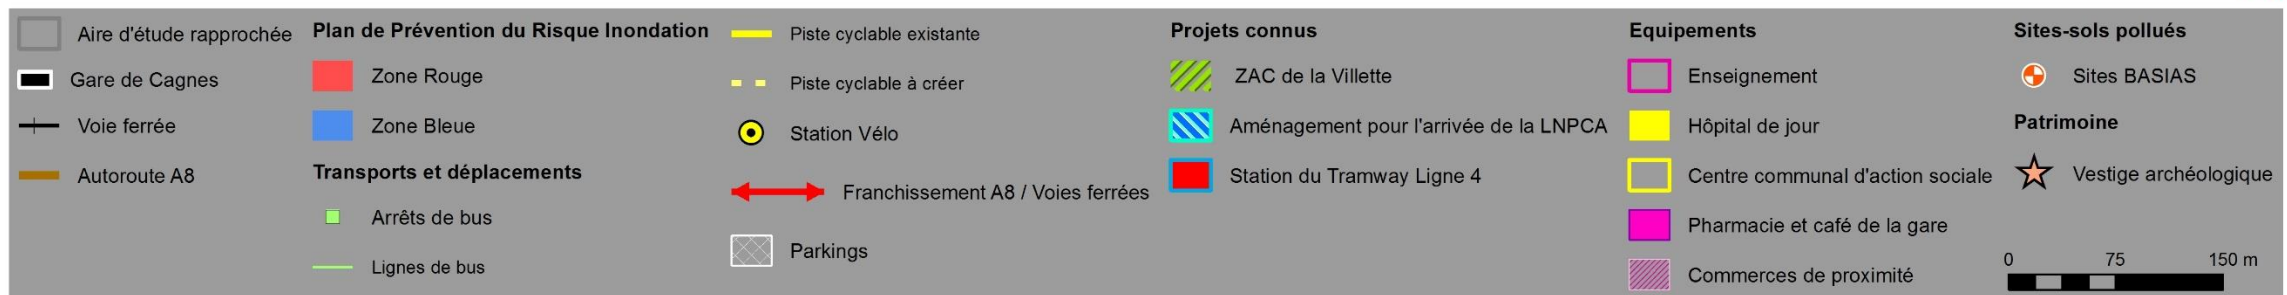 Aire d'étude rapprochée
Gare de Cagnes
Voie ferrée
Autoroute A8
Plan de Prévention du Risque Inondation
Zone Rouge
Zone Bleue
Transports et déplacements
Arrêts de bus
Lignes de bus
Piste cyclable existante
Piste cyclable à créer
Station Vélo
Franchissement A8 / Voies ferrées
Parkings
Projets connus
ZAC de la Villette
Aménagement pour l'arrivée de la LNPCA
Station du Tramway Ligne 4
Equipements
Enseignement
Hôpital de jour
Centre communal d'action sociale
Pharmacie et café de la gare
Commerces de proximité
Sites-sols pollués
Sites BASIAS
Patrimoine
Vestige archéologique
0 75 150 m